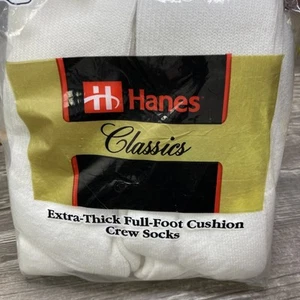 Hanes
Classics
Extra-Thick Full-Foot Cushion
Crew Socks